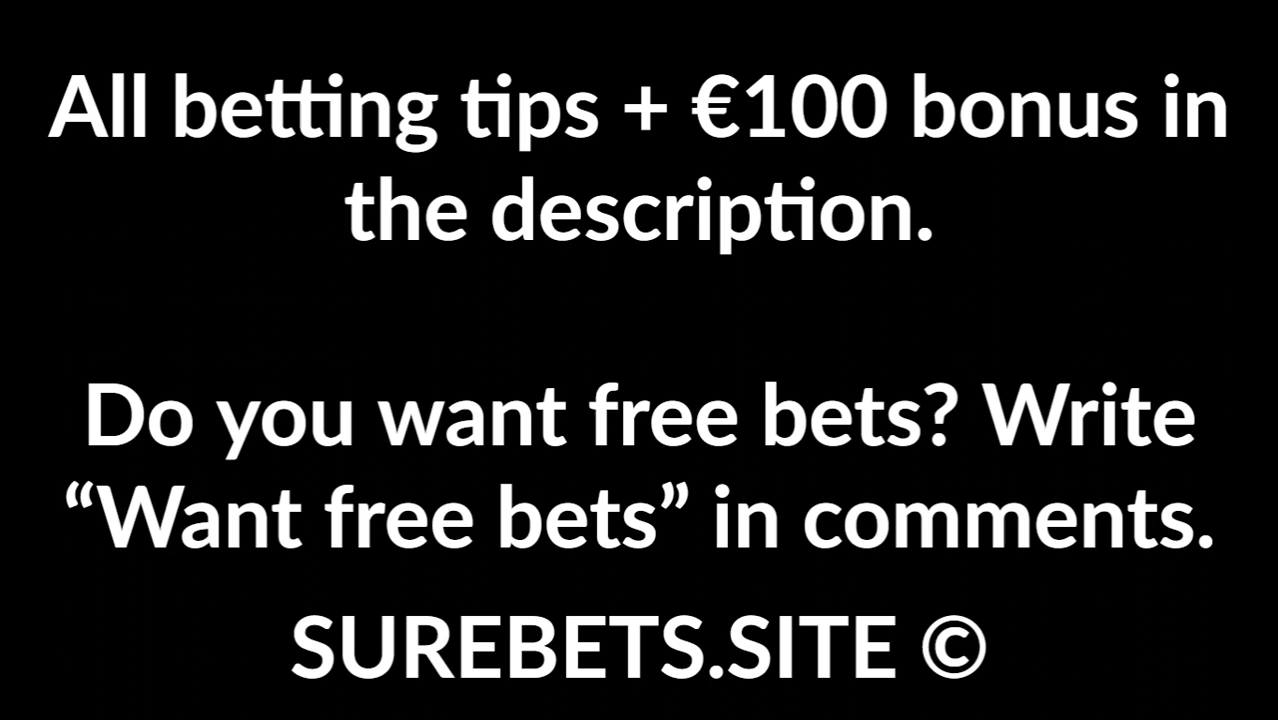 All betting tips + €100 bonus in
the description.
Do you want free bets? Write
“Want free bets” in comments.
SUREBETS.SITE ©